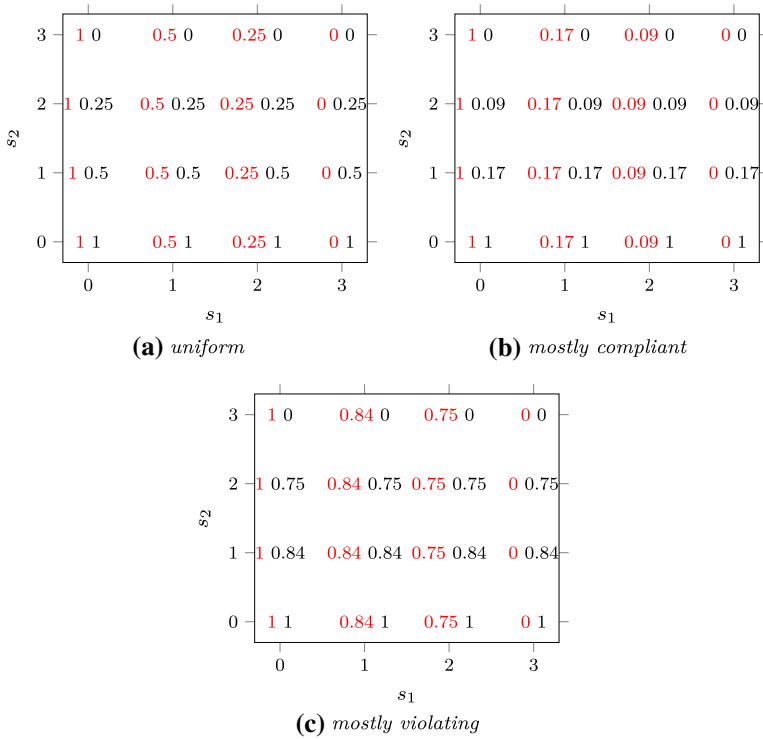 3 1 0 0.5 0 0.25 0 0 0
2 1 0.25 0.5 0.25 0.25 0.25 0 0.25
s2
1 1 0.5 0.5 0.5 0.25 0.5 0 0.5
0 1 1 0.5 1 0.25 1 0 1
0 1 2 3
s1
(a) uniform
3 1 0 0.17 0 0.09 0 0 0
2 1 0.09 0.17 0.09 0.09 0.09 0 0.09
s2
1 1 0.17 0.17 0.17 0.09 0.17 0 0.17
0 1 1 0.17 1 0.09 1 0 1
0 1 2 3
s1
(b) mostly compliant
3 1 0 0.84 0 0.75 0 0 0
2 1 0.75 0.84 0.75 0.75 0.75 0 0.75
s2
1 1 0.84 0.84 0.84 0.75 0.84 0 0.84
0 1 1 0.84 1 0.75 1 0 1
0 1 2 3
s1
(c) mostly violating